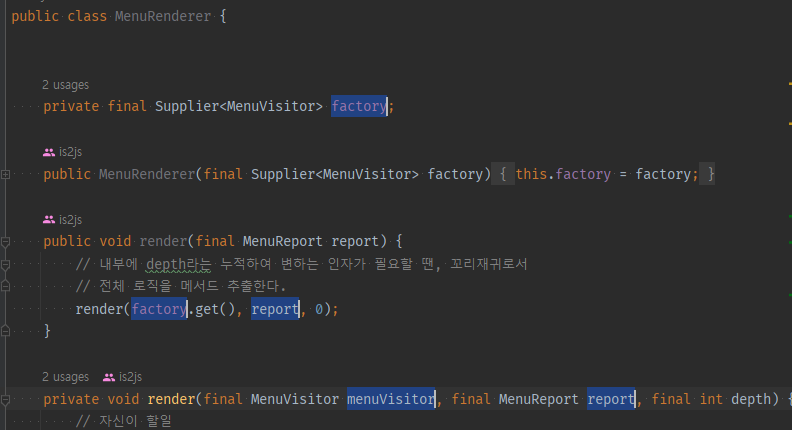 public class MenuRenderer {
2 usages
private final Supplier<MenuVisitor> factory;
is2js
public MenuRenderer(final Supplier<MenuVisitor> factory) { this.factory = factory; }
is2js
public void render(final MenuReport report) {
// 내부에 depth라는 누적하여 변하는 인자가 필요할 땐, 꼬리재귀로서
// 전체 로직을 메서드 추출한다.
render(factory.get(), report, 0);
}
2 usages is2js
private void render(final MenuVisitor menuVisitor, final MenuReport report, final int depth) {
// 자신이 할일